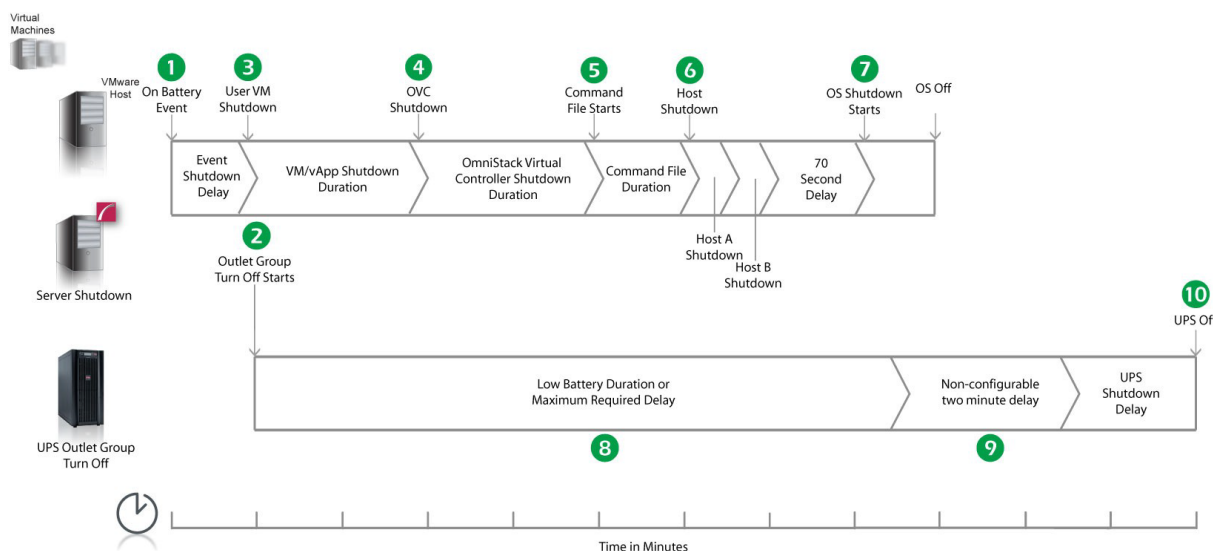 Virtual
Machines
VMware
Host
1
On Battery
Event
3
User VM
Shutdown
4
OVC
Shutdown
5
Command
File Starts
6
Host
Shutdown
7
OS Shutdown
Starts
OS Off
Event
Shutdown
Delay
VM/vApp Shutdown
Duration
OmniStack Virtual
Controller Shutdown
Duration
Command File
Duration
70
Second
Delay
Host A
Shutdown
Host B
Shutdown
Server Shutdown
2
Outlet Group
Turn Off Starts
10
UPS Of
Low Battery Duration or
Maximum Required Delay
Non-configurable
two minute delay
UPS
Shutdown
Delay
8
9
UPS Outlet Group
Turn Off
Time in Minutes